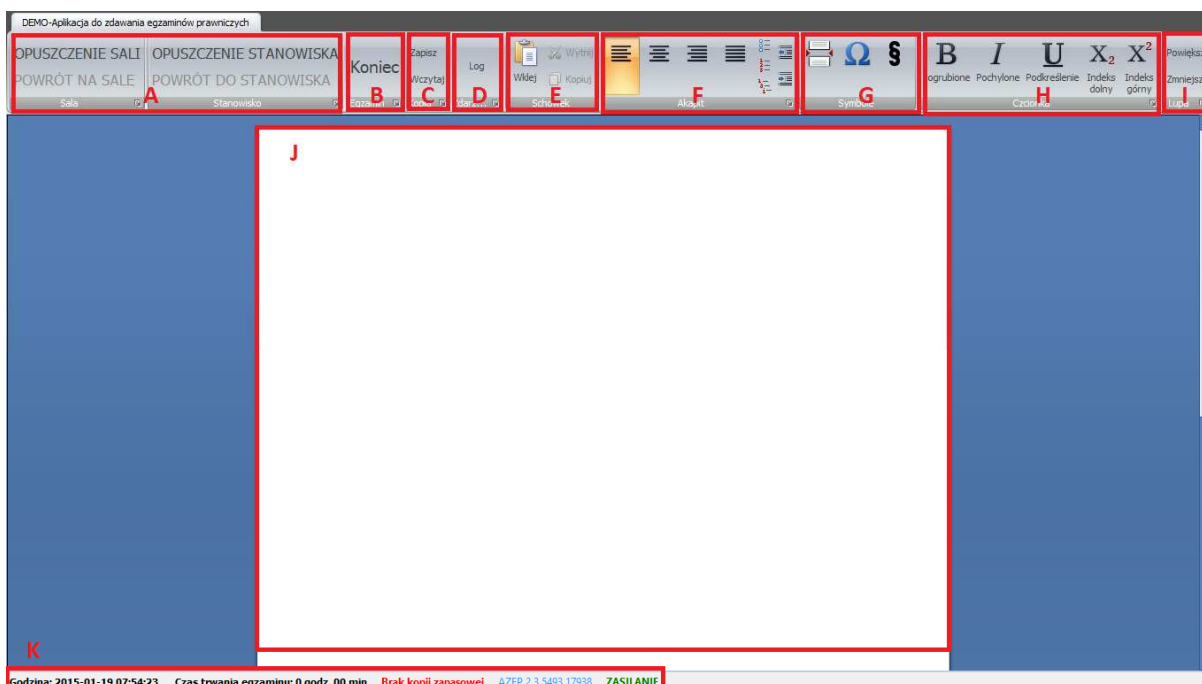 DEMO-Aplikacja do zdawania egzaminów prawniczych
OPUSZCZENIE SALI OPUSZCZENIE STANOWISKA
POWRÓT NA SALE POWRÓT DO STANOWISKA
Sala A Stanowisko
Koniec
Egzamin B
Zapisz
Wczytaj
C
Log
D
Wklej Wytnij
Kopiuj
Schowek E
Akapit F
Ω §
Symbole G
B I U X₂ X²
ogrubione Pochylone Podkreślenie Indeks dolny Indeks górny
Czcionka H
Powiększ
Zmniejsz
Lupa I
J
K
Godzina: 2015-01-19 07:54:23 Czas trwania egzaminu: 0 godz. 00 min. Brak kopii zapasowej AZEP 2.3.5493.17938 ZASILANIE